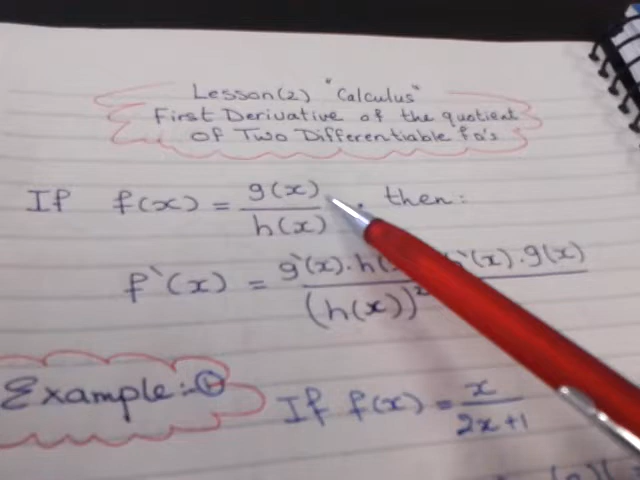 Lesson(2) "Calculus"
First Derivative of the quotient
Of Two Differentiable fo's
If f(x) = g(x)/h(x) , then:
f`(x) = g`(x).h( `(x).g(x)/(h(x))²
Example:-①
If f(x) = x/2x+1